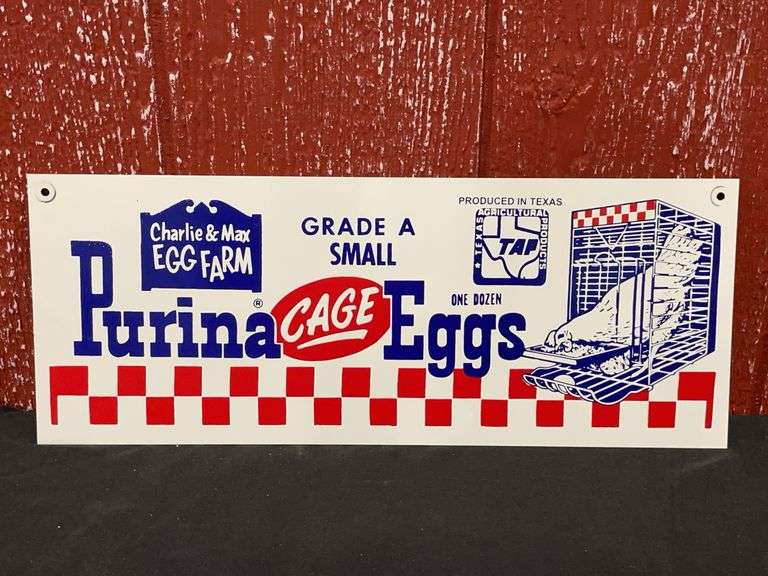 Charlie & Max
EGG FARM
GRADE A
SMALL
PRODUCED IN TEXAS
TEXAS AGRICULTURAL PRODUCTS
TAP
Purina® CAGE Eggs
ONE DOZEN